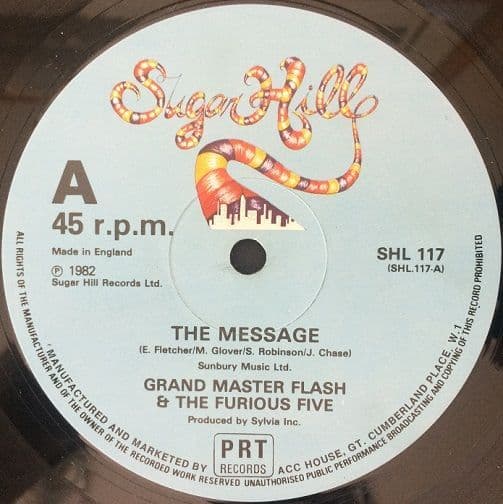 Sugar Hill
A
45 r.p.m.
Made in England
℗ 1982
Sugar Hill Records Ltd.
SHL 117
(SHL.117-A)
THE MESSAGE
(E. Fletcher/M. Glover/S. Robinson/J. Chase)
Sunbury Music Ltd.
GRAND MASTER FLASH
& THE FURIOUS FIVE
Produced by Sylvia Inc.
MANUFACTURED AND MARKETED BY PRT RECORDS ACC HOUSE, GT. CUMBERLAND PLACE, W.1
ALL RIGHTS OF THE MANUFACTURER AND OF THE OWNER OF THE RECORDED WORK RESERVED UNAUTHORISED PUBLIC PERFORMANCE BROADCASTING AND COPYING OF THIS RECORD PROHIBITED